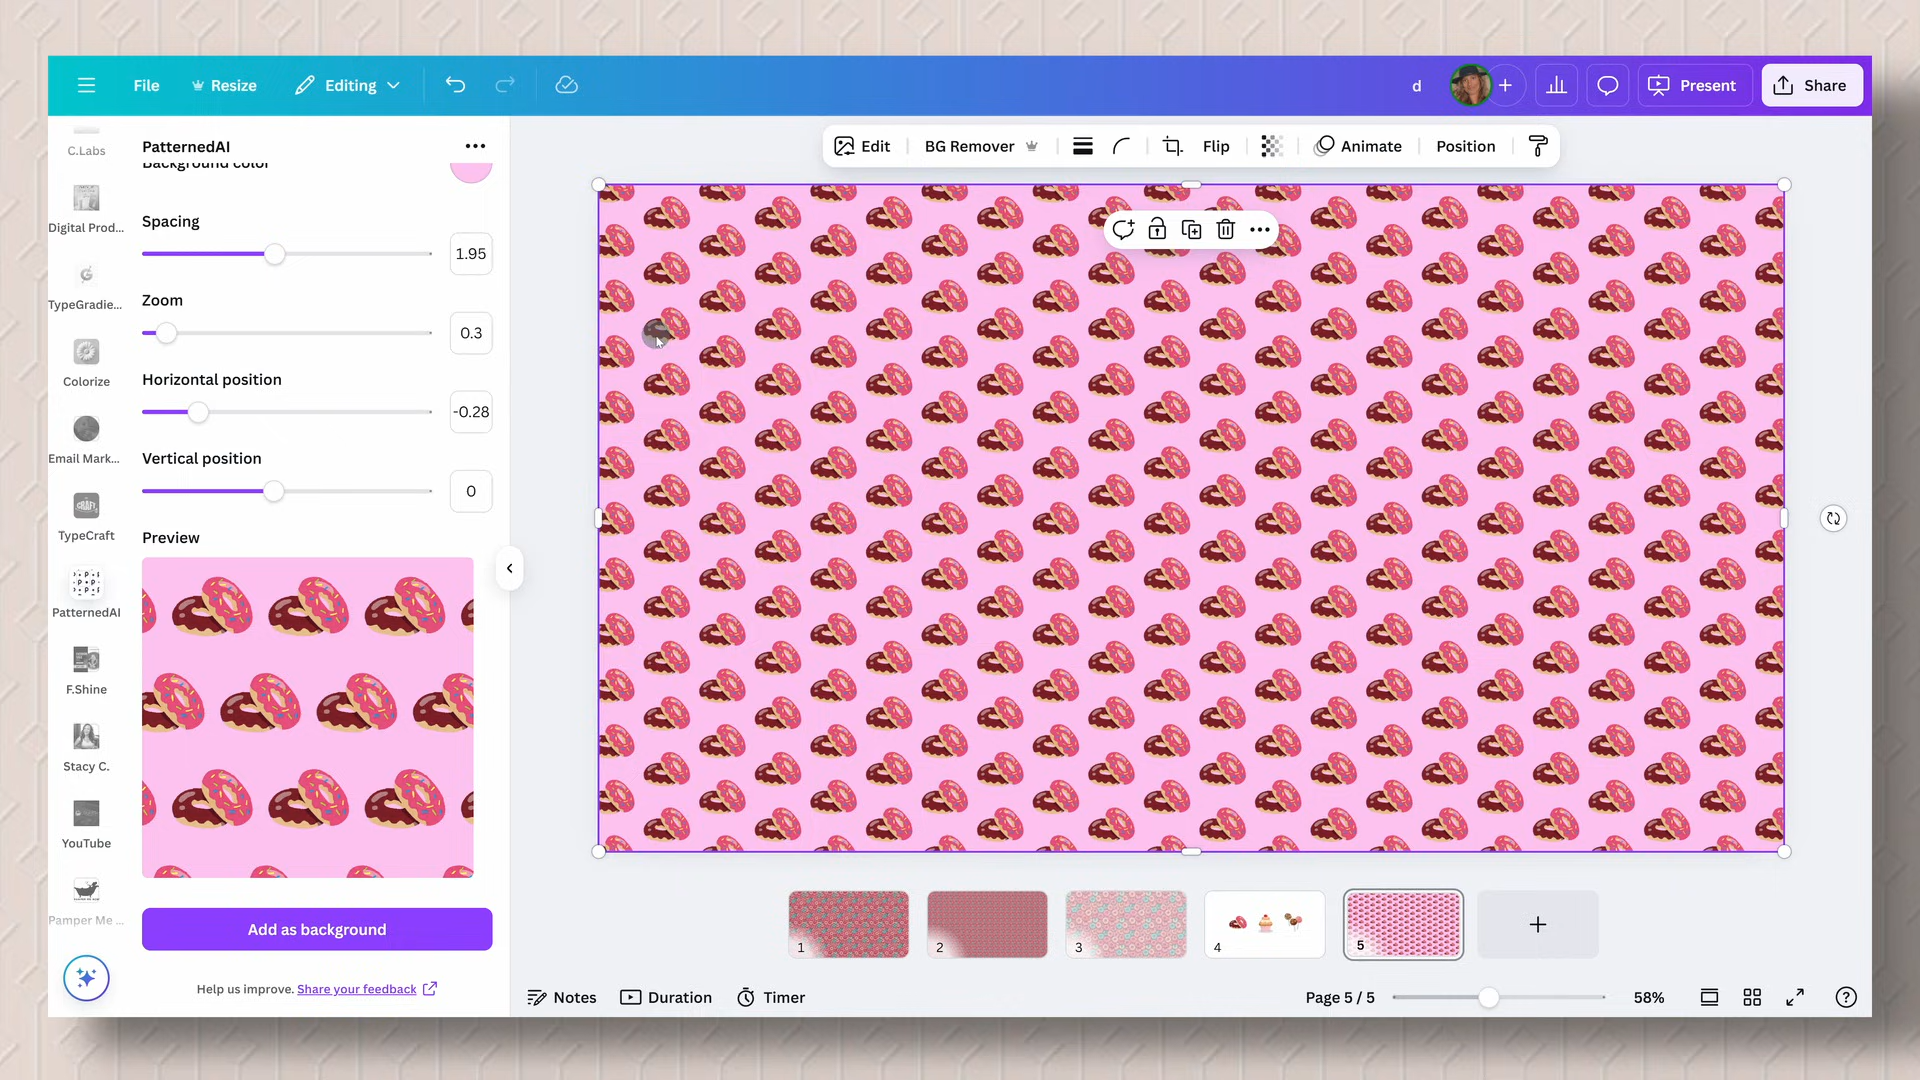 File
Resize
Editing
d
Present
Share
C.Labs
Digital Prod...
TypeGradie...
Colorize
Email Mark...
TypeCraft
PatternedAI
F.Shine
Stacy C.
YouTube
Pamper Me ...
PatternedAI
Background color
Spacing
1.95
Zoom
0.3
Horizontal position
-0.28
Vertical position
0
Preview
Add as background
Help us improve. Share your feedback
Edit
BG Remover
Flip
Animate
Position
1
2
3
4
5
Notes
Duration
Timer
Page 5 / 5
58%